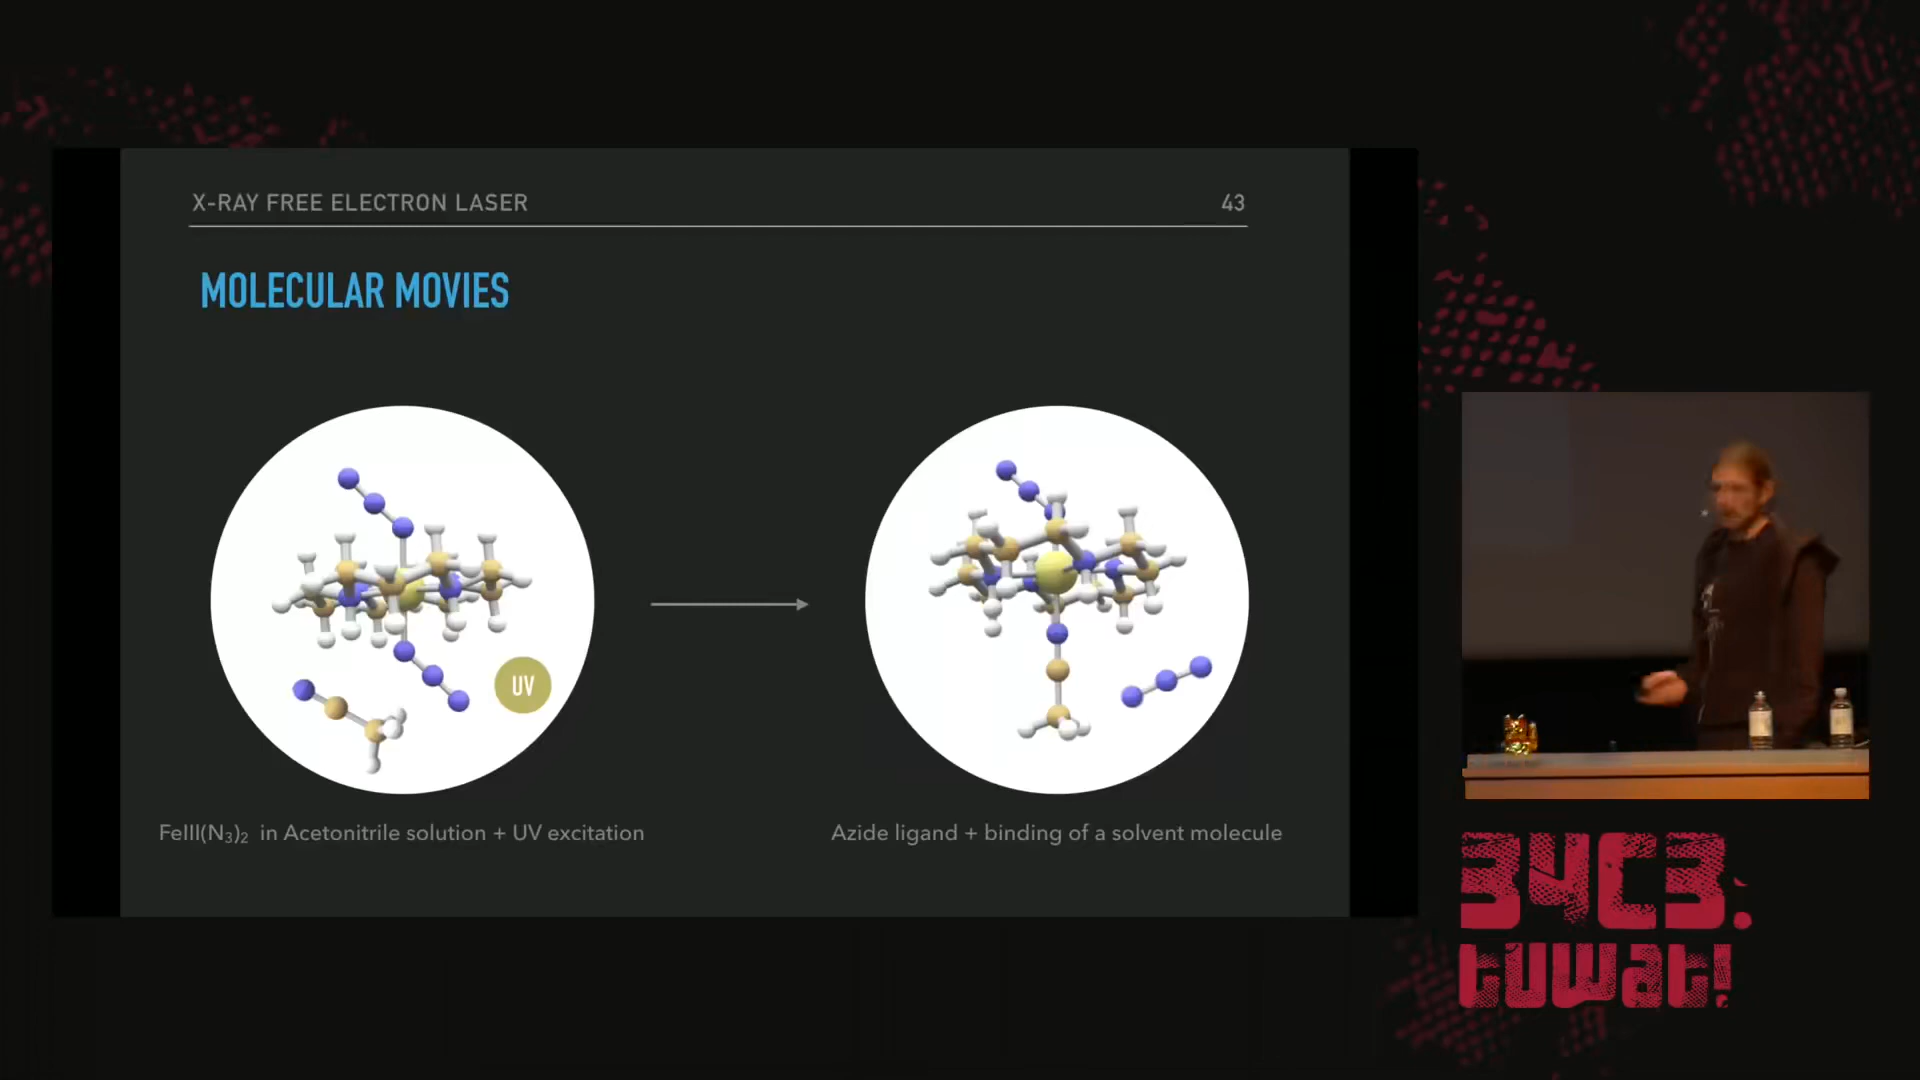 X-RAY FREE ELECTRON LASER 43
MOLECULAR MOVIES
UV
FeIII(N₃)₂ in Acetonitrile solution + UV excitation
Azide ligand + binding of a solvent molecule
34C3.
tuwat!